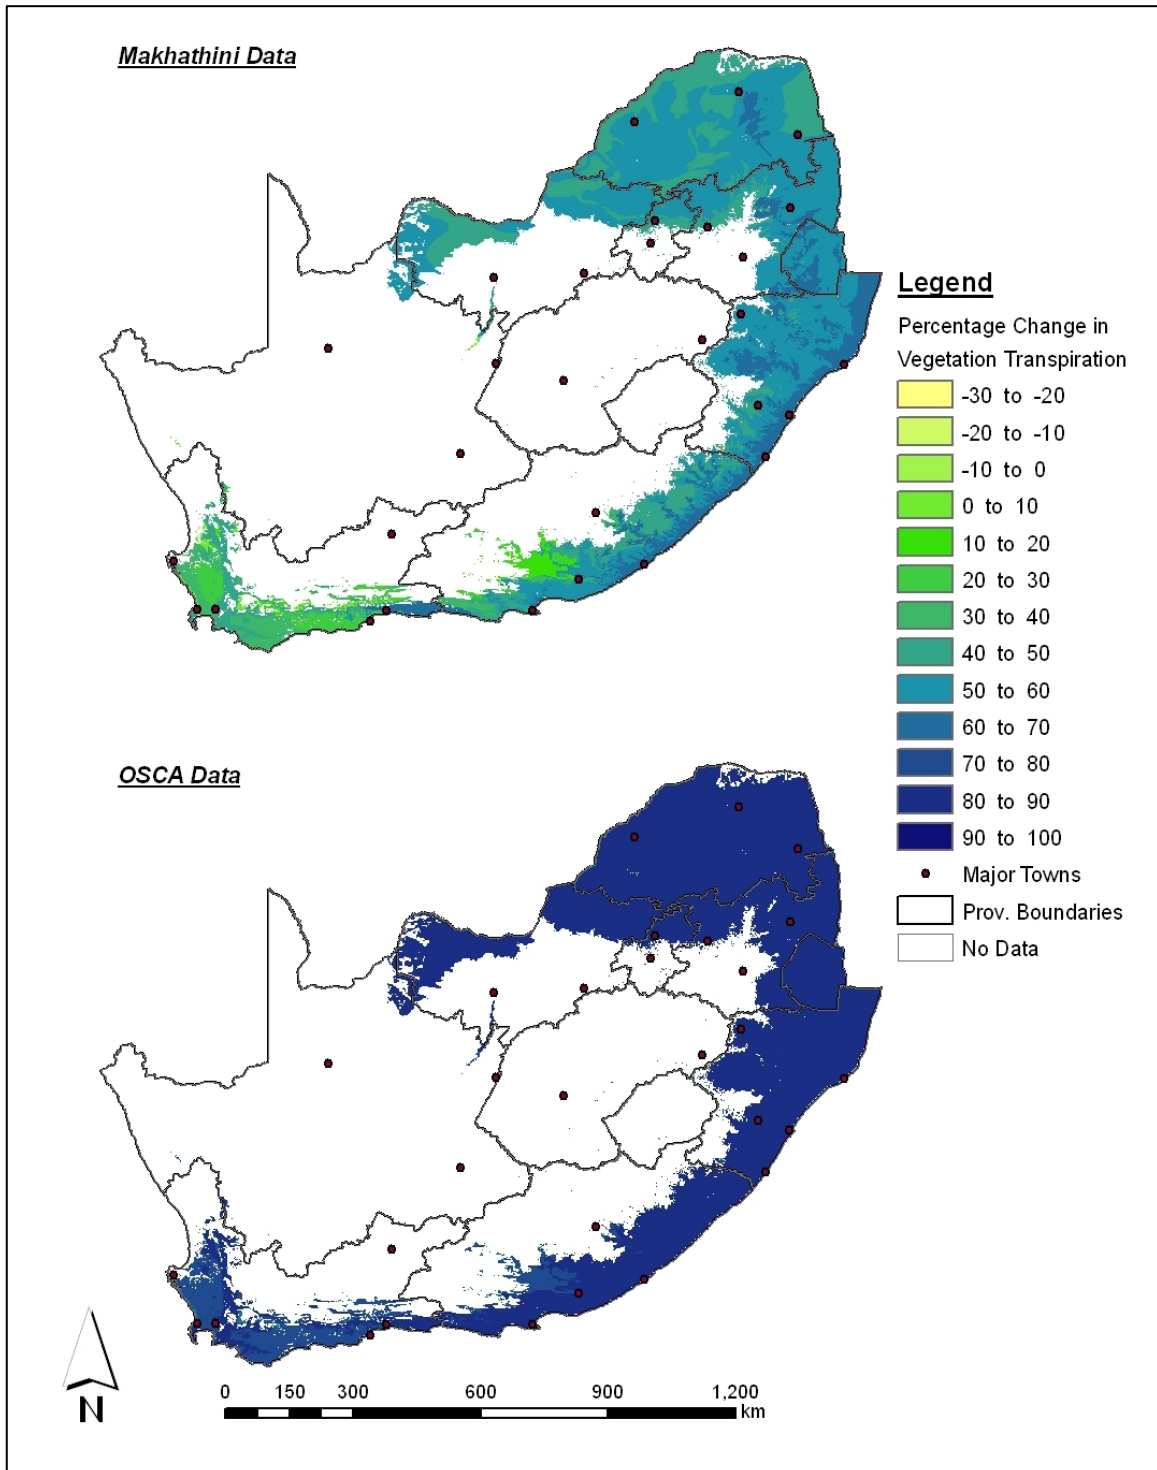 Makhathini Data
Legend
Percentage Change in
Vegetation Transpiration
-30 to -20
-20 to -10
-10 to 0
0 to 10
10 to 20
20 to 30
30 to 40
40 to 50
50 to 60
60 to 70
70 to 80
80 to 90
90 to 100
Major Towns
Prov. Boundaries
No Data
OSCA Data
N
0 150 300 600 900 1,200
km